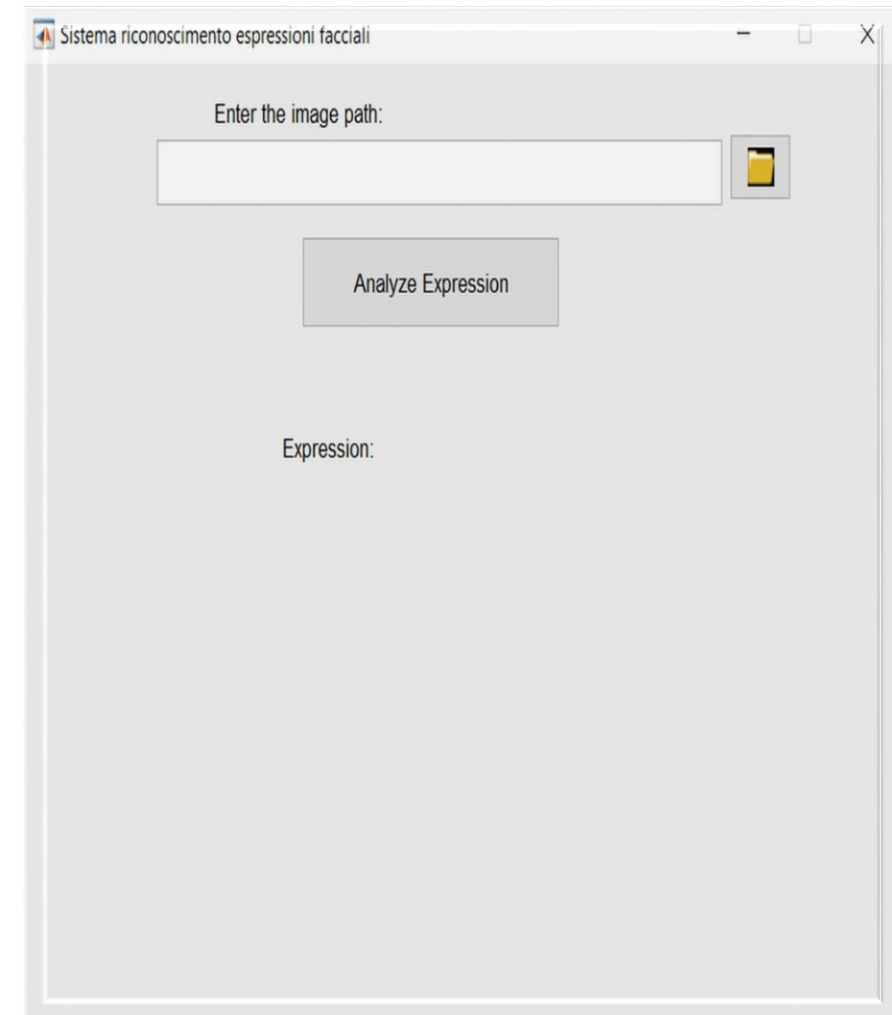 Sistema riconoscimento espressioni facciali
Enter the image path:
Analyze Expression
Expression: